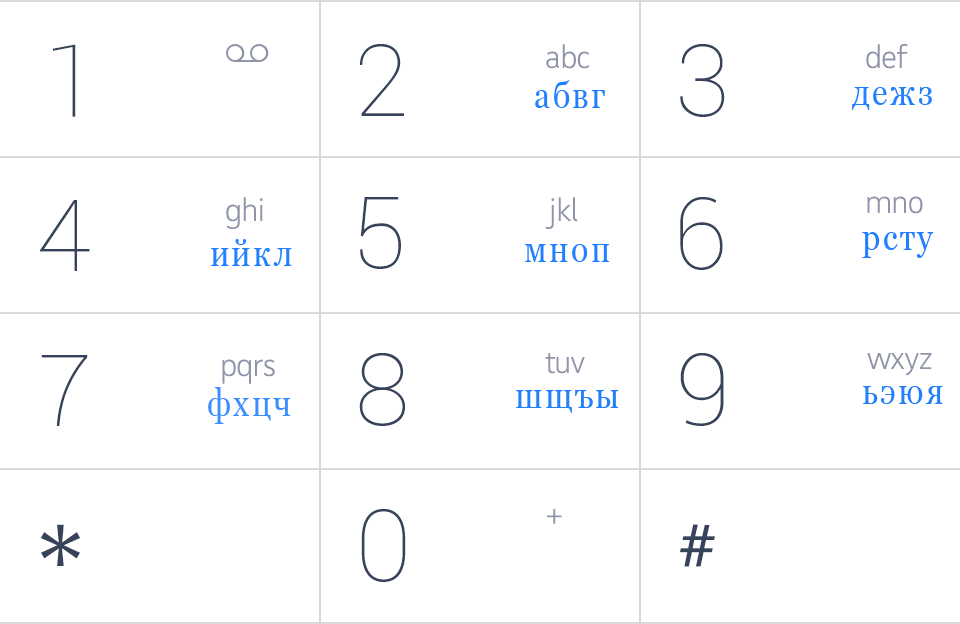 1
2 abc
абвг
3 def
дежз
4 ghi
ийкл
5 jkl
мноп
6 mno
рсту
7 pqrs
фхцч
8 tuv
шщъы
9 wxyz
ьэюя
*
0 +
#